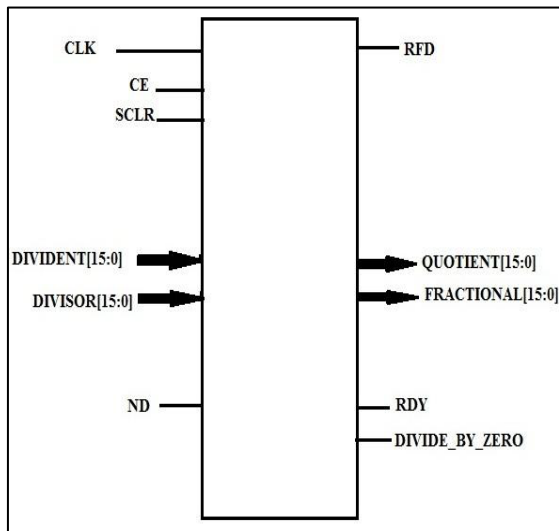 CLK
RFD
CE
SCLR
DIVIDENT[15:0]
QUOTIENT[15:0]
DIVISOR[15:0]
FRACTIONAL[15:0]
ND
RDY
DIVIDE_BY_ZERO